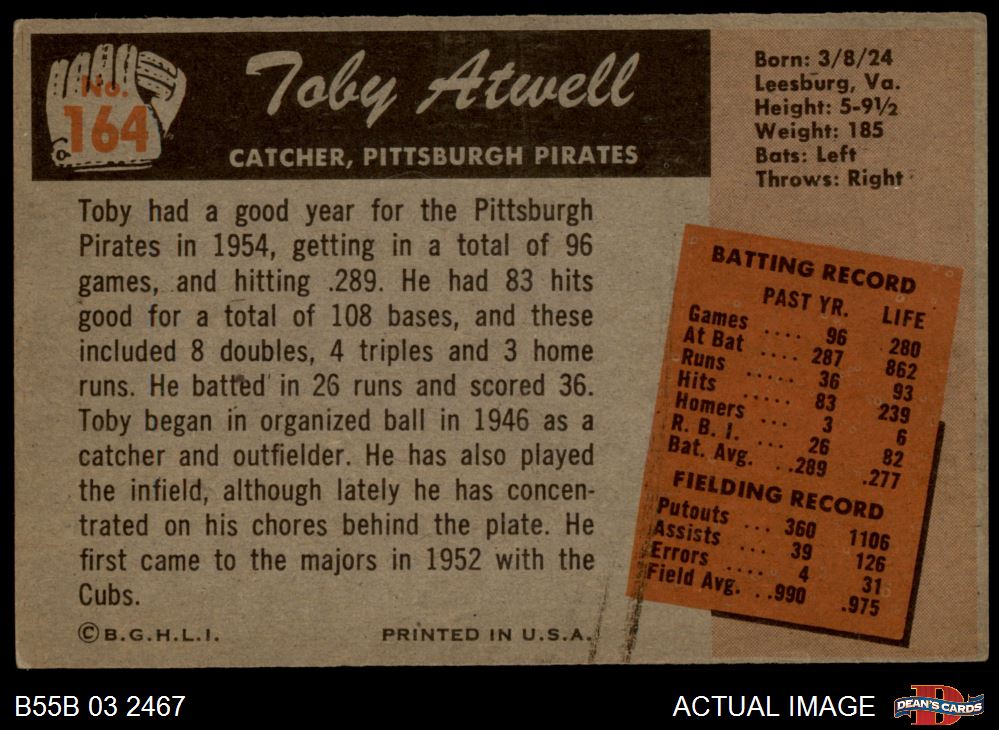 No.
164
Toby Atwell
CATCHER, PITTSBURGH PIRATES
Born: 3/8/24
Leesburg, Va.
Height: 5-9½
Weight: 185
Bats: Left
Throws: Right
Toby had a good year for the Pittsburgh
Pirates in 1954, getting in a total of 96
games, and hitting .289. He had 83 hits
good for a total of 108 bases, and these
included 8 doubles, 4 triples and 3 home
runs. He batted in 26 runs and scored 36.
Toby began in organized ball in 1946 as a
catcher and outfielder. He has also played
the infield, although lately he has concen-
trated on his chores behind the plate. He
first came to the majors in 1952 with the
Cubs.
BATTING RECORD
PAST YR. LIFE
Games .... 96 280
At Bat .... 287 862
Runs ..... 36 93
Hits ..... 83 239
Homers .... 3 6
R. B. I. ... 26 82
Bat. Avg. ..289 .277
FIELDING RECORD
Putouts ... 360 1106
Assists ... 39 126
Errors .... 4 31
Field Avg. ..990 .975
©B.G.H.L.I. PRINTED IN U.S.A.
B55B 03 2467 ACTUAL IMAGE DEAN'S CARDS